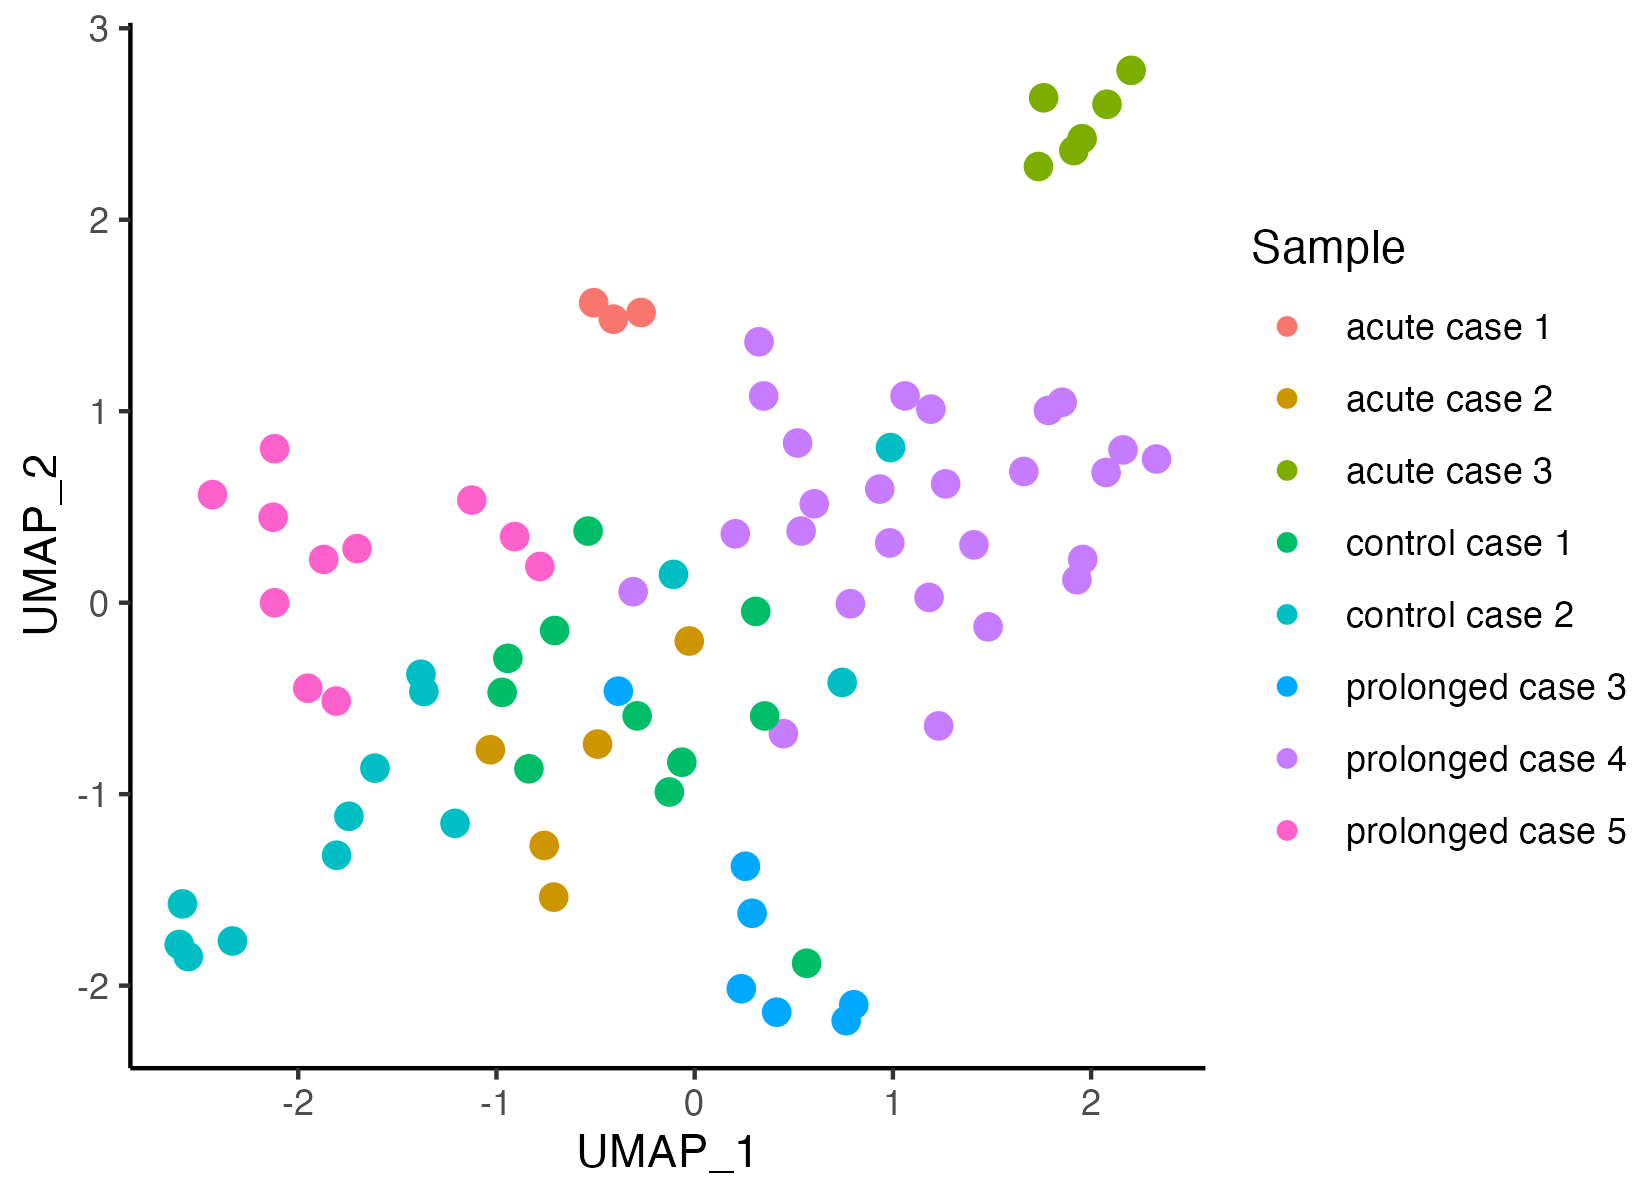 3
2
1
0
-1
-2
UMAP_2
-2
-1
0
1
2
UMAP_1
Sample
acute case 1
acute case 2
acute case 3
control case 1
control case 2
prolonged case 3
prolonged case 4
prolonged case 5